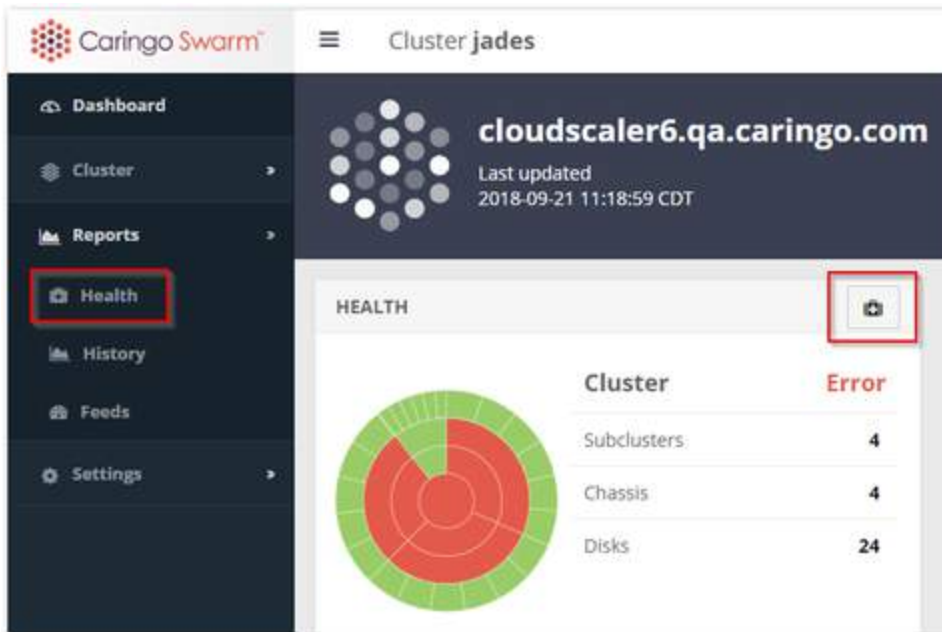 Caringo Swarm™
Cluster jades
Dashboard
Cluster
Reports
Health
History
Feeds
Settings
cloudscaler6.qa.caringo.com
Last updated
2018-09-21 11:18:59 CDT
HEALTH
Cluster Error
Subclusters 4
Chassis 4
Disks 24